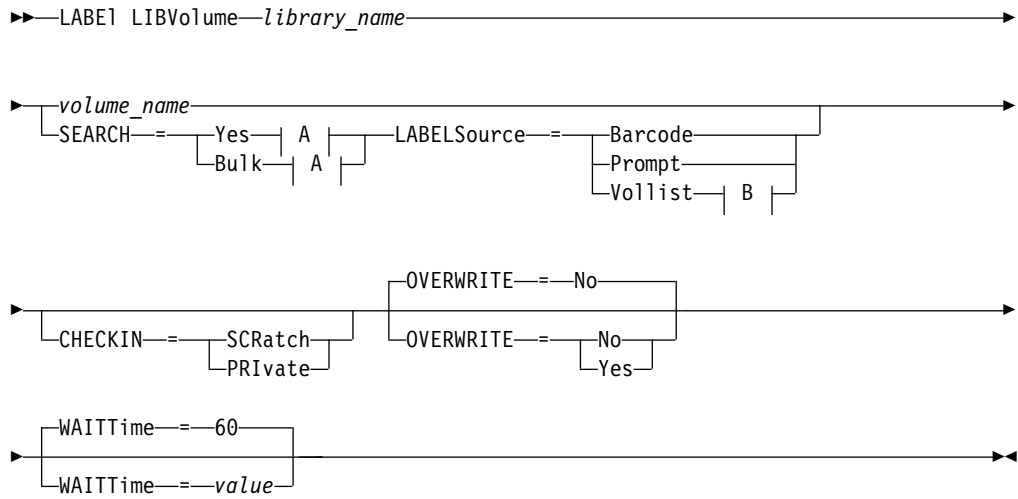 LABEl LIBVolume library_name
volume_name
SEARCH = Yes A LABELSource = Barcode
Bulk A Prompt
Vollist B
OVERWRITE = No
CHECKIN = SCRatch OVERWRITE = No
PRIvate Yes
WAITTime = 60
WAITTime = value